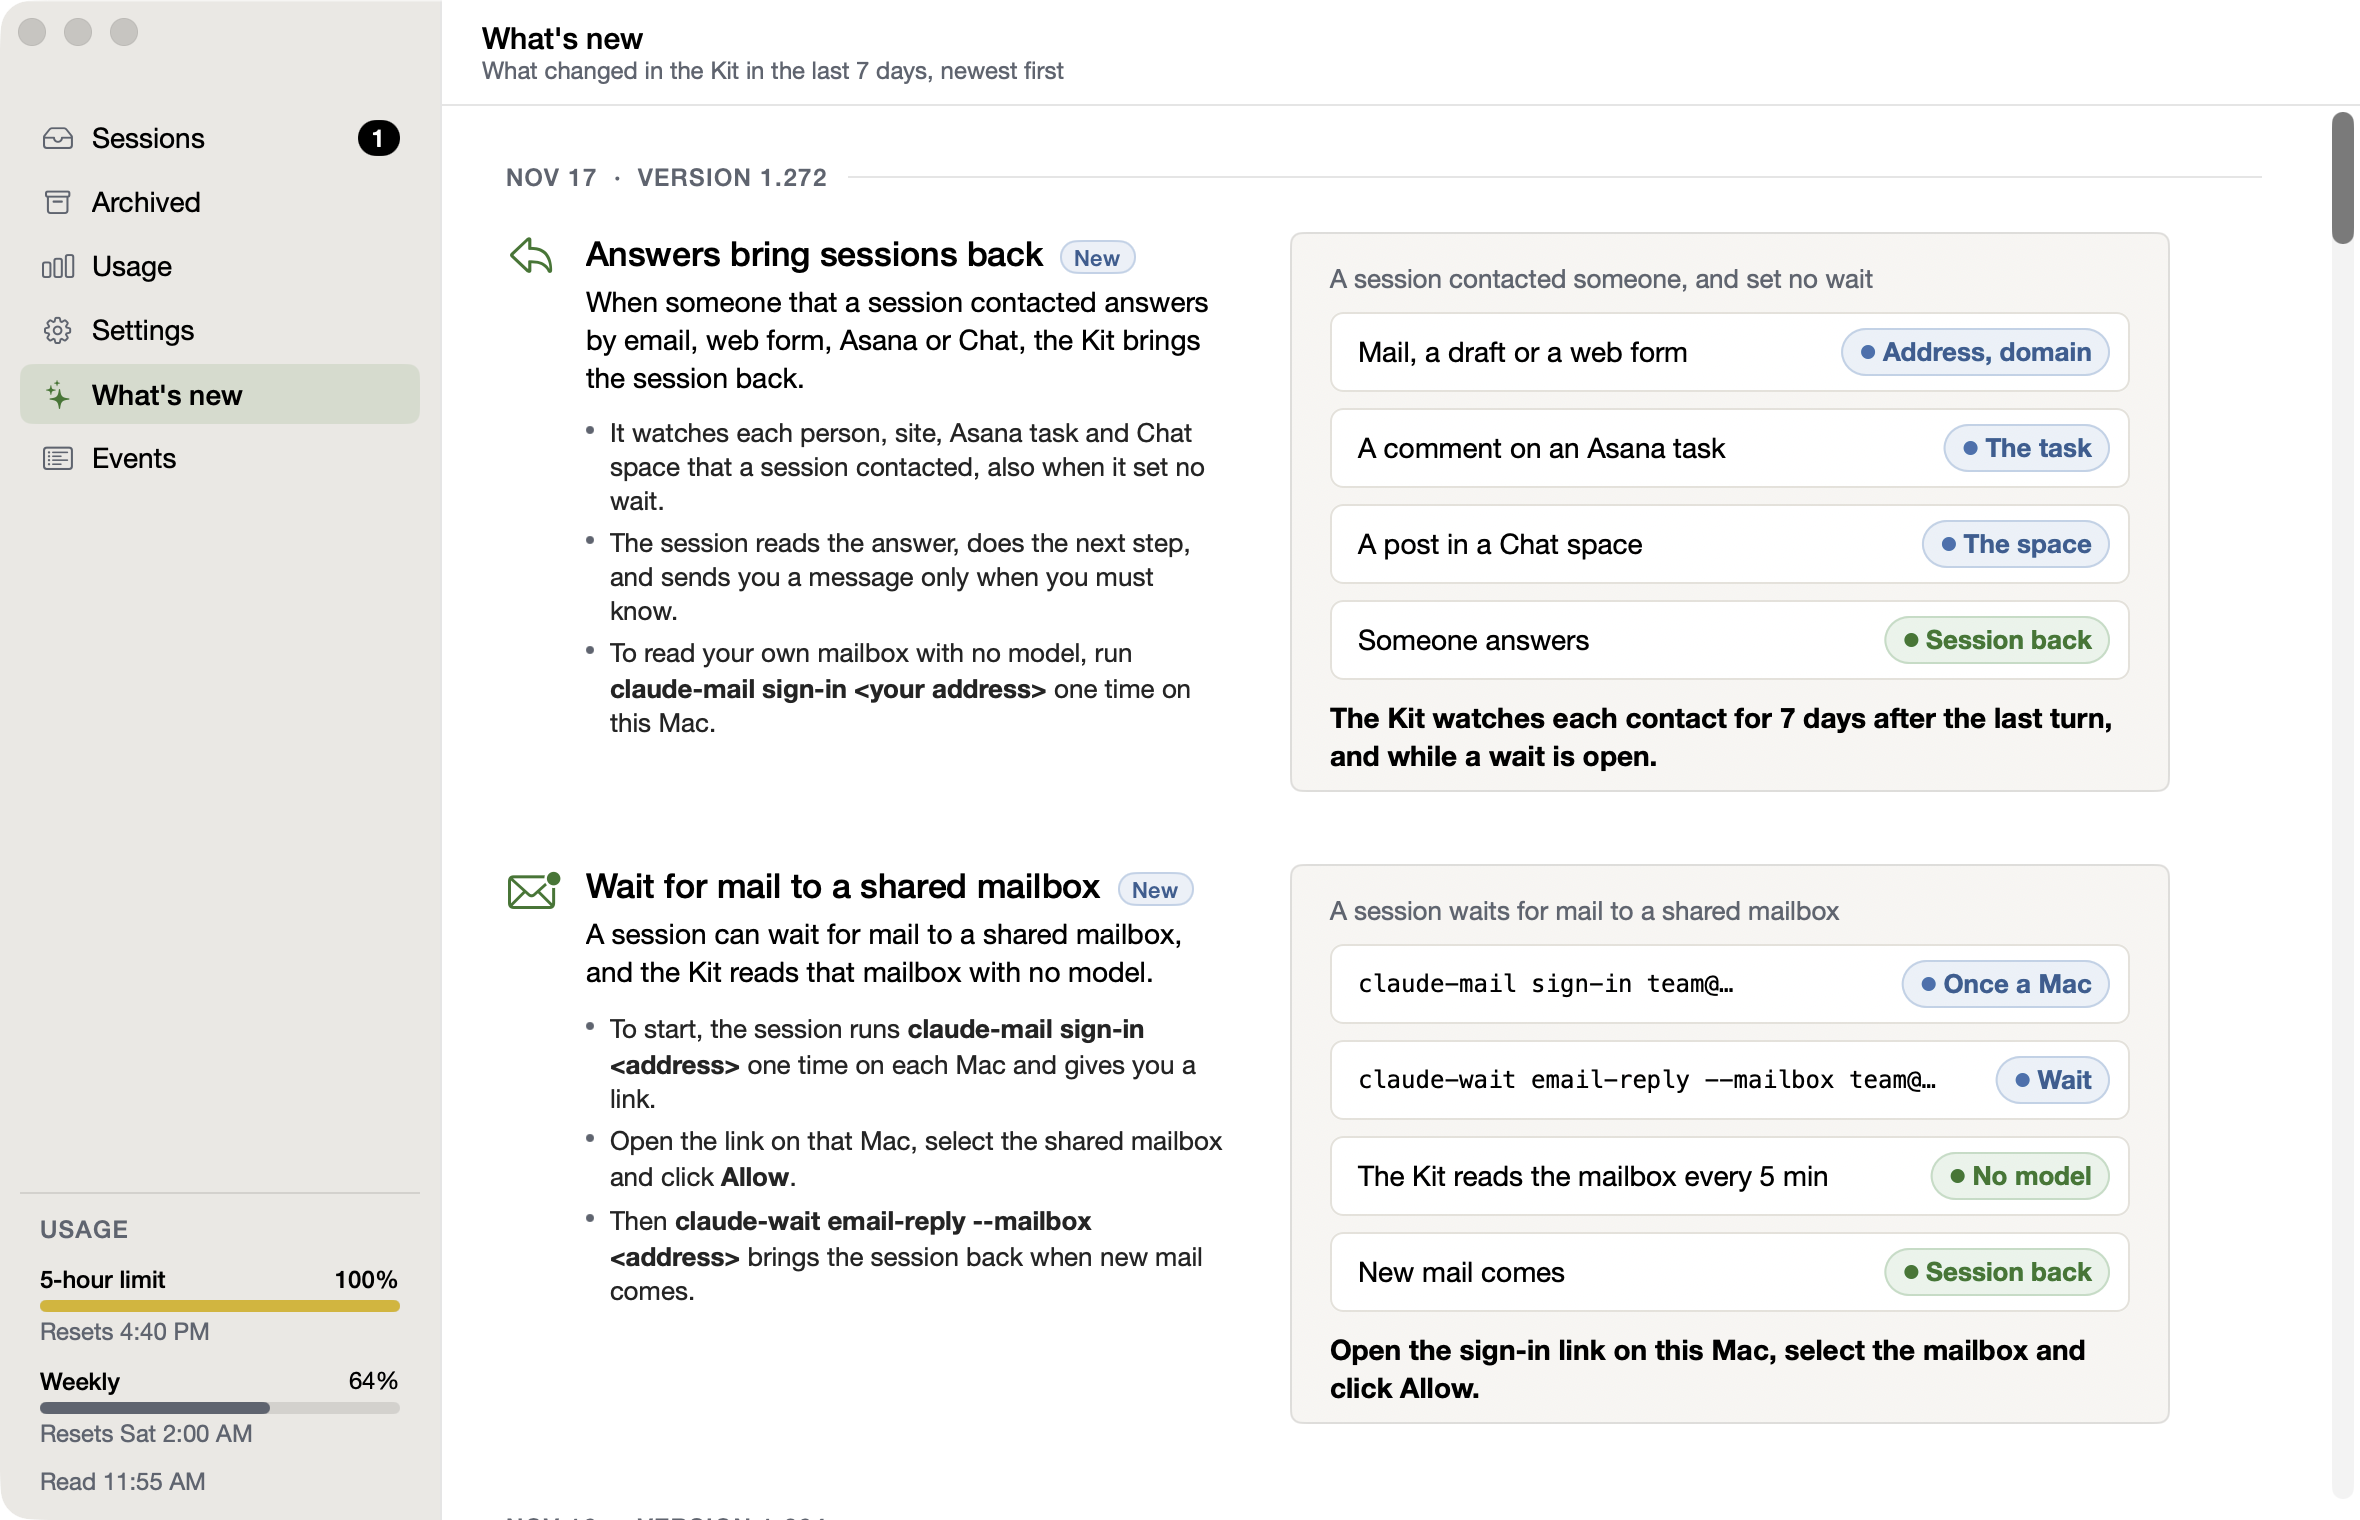 Sessions
1
Archived
Usage
Settings
What's new
Events
USAGE
5-hour limit 100%
Resets 4:40 PM
Weekly 64%
Resets Sat 2:00 AM
Read 11:55 AM
What's new
What changed in the Kit in the last 7 days, newest first
NOV 17 · VERSION 1.272
Answers bring sessions back New
When someone that a session contacted answers
by email, web form, Asana or Chat, the Kit brings
the session back.
• It watches each person, site, Asana task and Chat
space that a session contacted, also when it set no
wait.
• The session reads the answer, does the next step,
and sends you a message only when you must
know.
• To read your own mailbox with no model, run
claude-mail sign-in <your address> one time on
this Mac.
A session contacted someone, and set no wait
Mail, a draft or a web form Address, domain
A comment on an Asana task The task
A post in a Chat space The space
Someone answers Session back
The Kit watches each contact for 7 days after the last turn,
and while a wait is open.
Wait for mail to a shared mailbox New
A session can wait for mail to a shared mailbox,
and the Kit reads that mailbox with no model.
• To start, the session runs claude-mail sign-in
<address> one time on each Mac and gives you a
link.
• Open the link on that Mac, select the shared mailbox
and click Allow.
• Then claude-wait email-reply --mailbox
<address> brings the session back when new mail
comes.
A session waits for mail to a shared mailbox
claude-mail sign-in team@… Once a Mac
claude-wait email-reply --mailbox team@… Wait
The Kit reads the mailbox every 5 min No model
New mail comes Session back
Open the sign-in link on this Mac, select the mailbox and
click Allow.